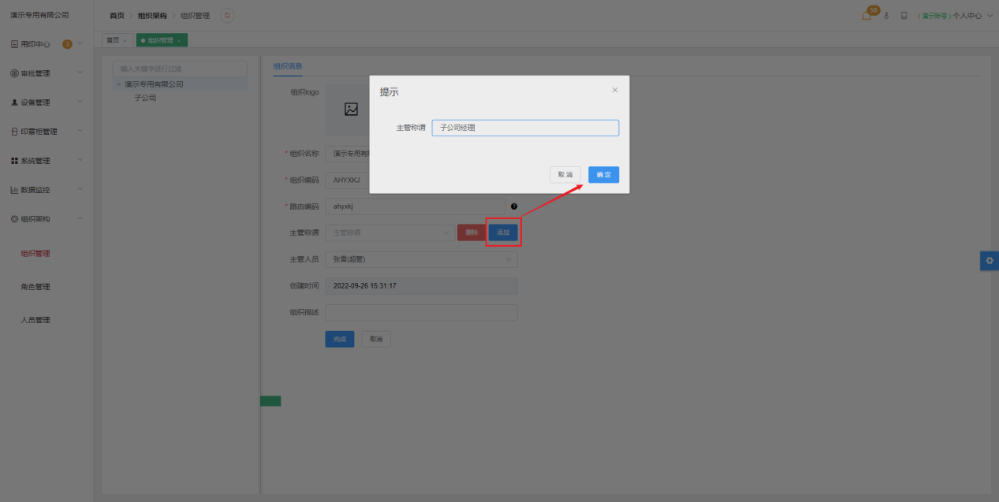 演示专用有限公司
首页 组织架构 组织管理
58
(演示账号) 个人中心
首页 × 组织管理 ×
用印中心 3
审批管理
设备管理
印章柜管理
系统管理
数据监控
组织架构
组织管理
角色管理
人员管理
输入关键字进行过滤
演示专用有限公司
子公司
组织信息
组织logo
* 组织名称 演示专用有
* 组织编码 AHYXKJ
* 路由编码 ahyxkj
主管称谓 主管称谓 删除 添加
主管人员 张雷(超管)
创建时间 2022-09-26 15:31:17
组织描述
完成 取消
提示
主管称谓 子公司经理
取消 确定